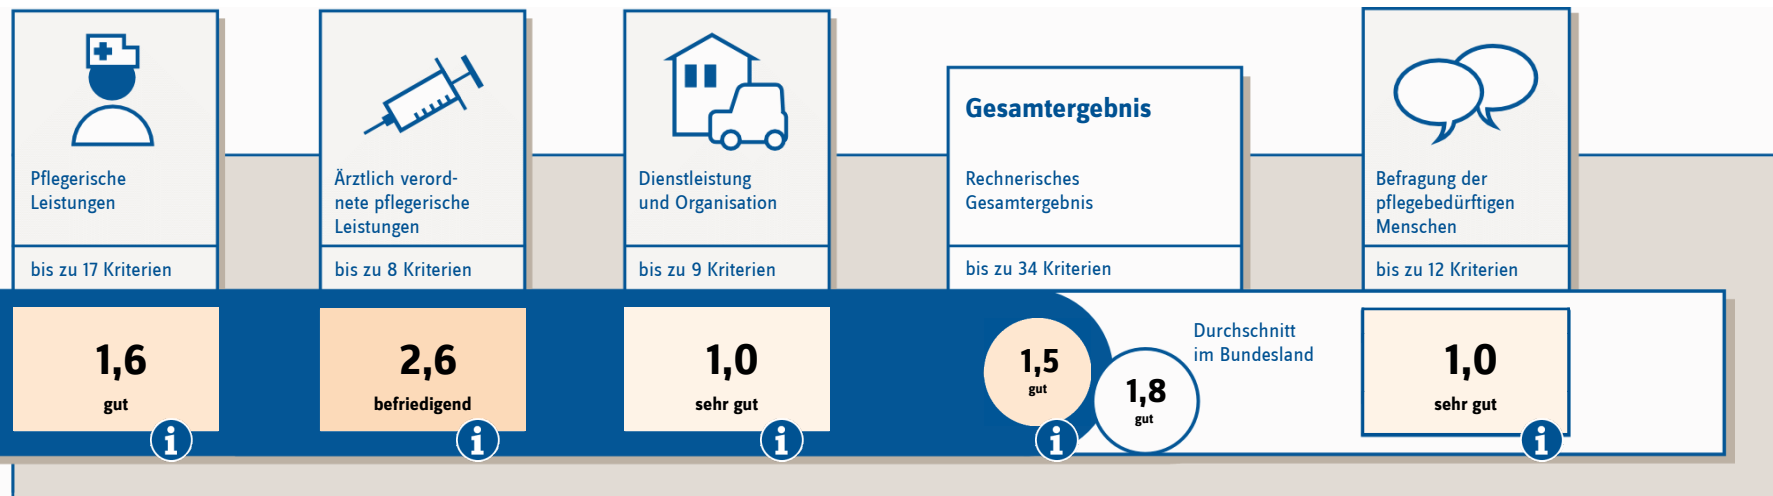 Pflegerische
Leistungen
bis zu 17 Kriterien
1,6
gut
i
Ärztlich verord-
nete pflegerische
Leistungen
bis zu 8 Kriterien
2,6
befriedigend
i
Dienstleistung
und Organisation
bis zu 9 Kriterien
1,0
sehr gut
i
Gesamtergebnis
Rechnerisches
Gesamtergebnis
bis zu 34 Kriterien
1,5
gut
i
1,8
gut
Durchschnitt
im Bundesland
Befragung der
pflegebedürftigen
Menschen
bis zu 12 Kriterien
1,0
sehr gut
i